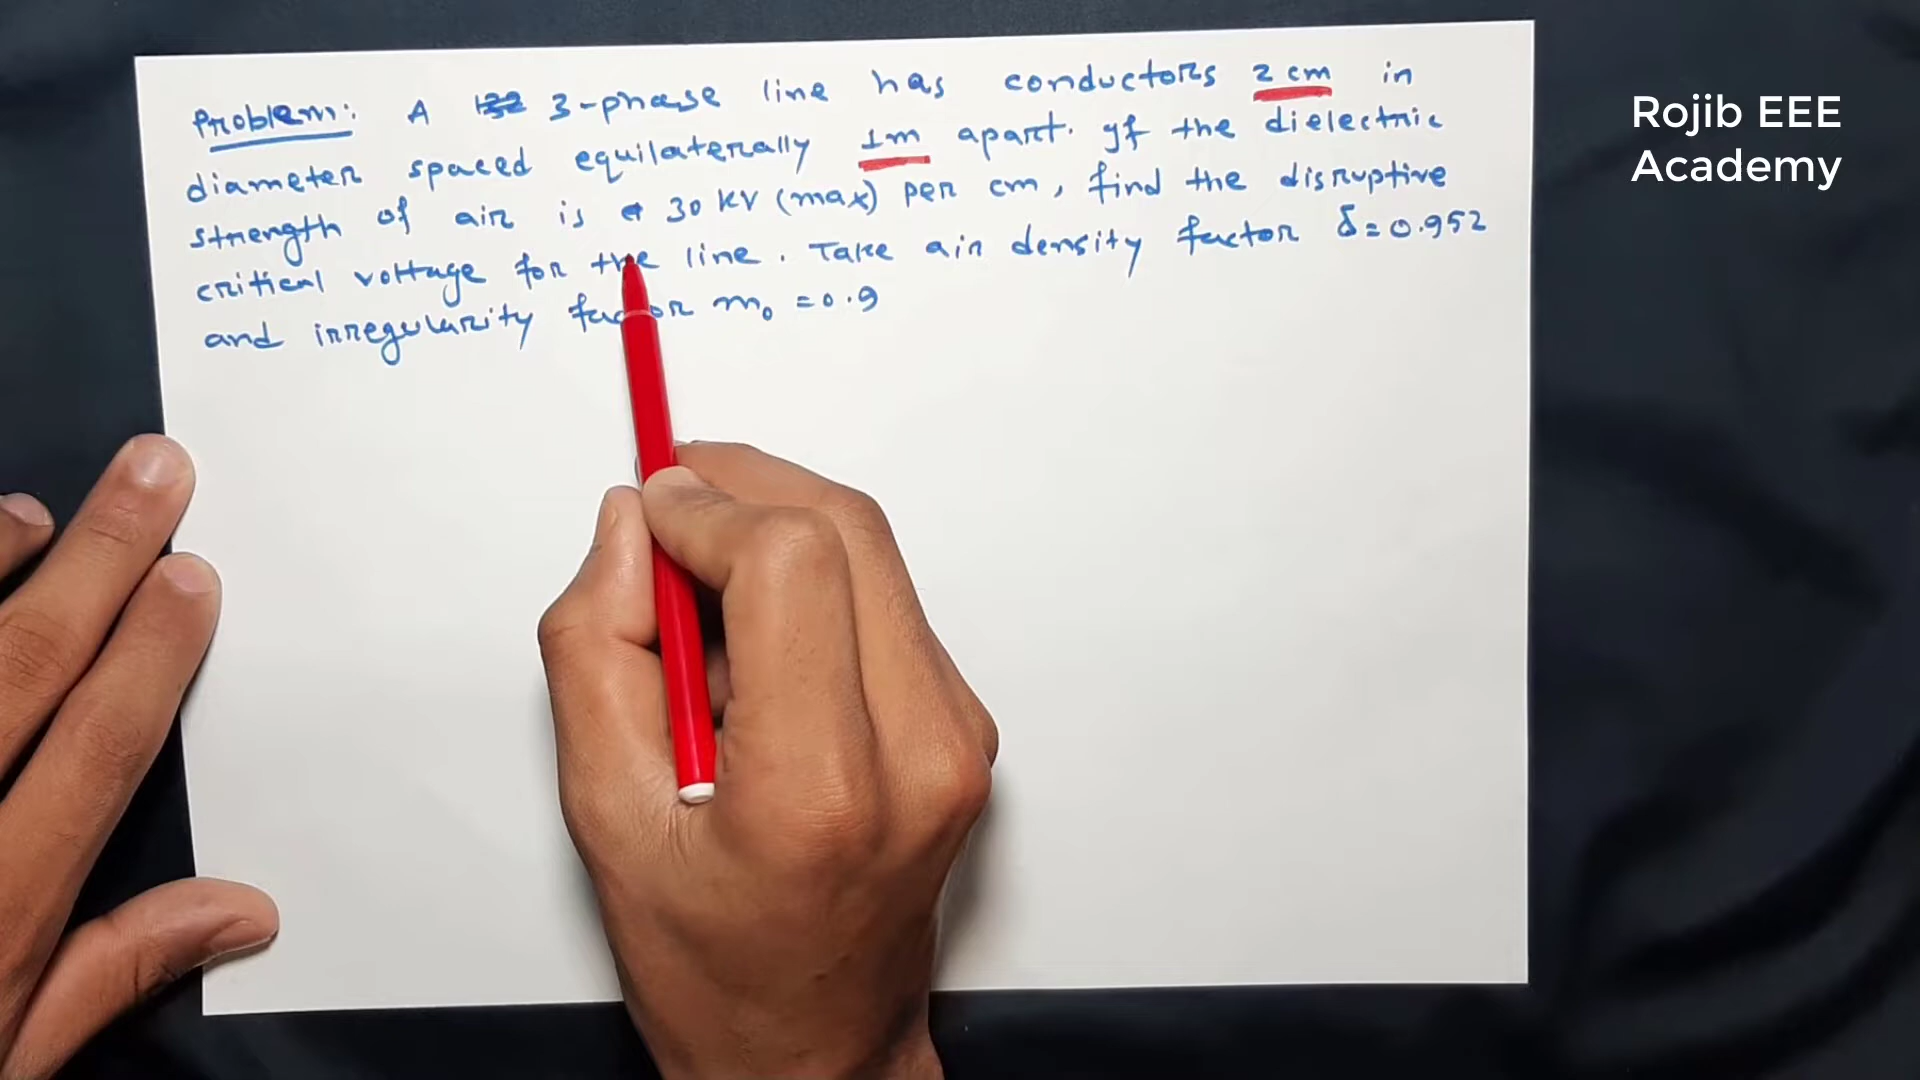 Problem: A 132 3-phase line has conductors 2 cm in
diameter spaced equilaterally 1m apart. If the dielectric
strength of air is 30 kV (max) per cm, find the disruptive
critical voltage for the line. Take air density factor δ=0.952
and irregularity factor m₀ =0.9
Rojib EEE
Academy